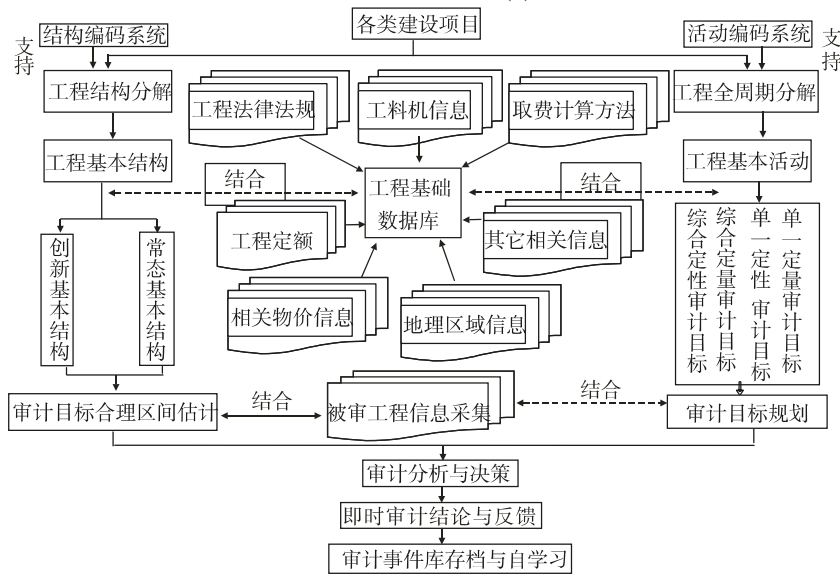 各类建设项目
结构编码系统
活动编码系统
支持
支持
工程结构分解
工程法律法规
工料机信息
取费计算方法
工程全周期分解
工程基本结构
工程基本活动
结合
结合
工程基础
数据库
工程定额
其它相关信息
创新基本结构
常态基本结构
综合定性审计目标
综合定量审计目标
单一定性 审计目标
单一定量审计目标
相关物价信息
地理区域信息
审计目标合理区间估计
结合
被审工程信息采集
结合
审计目标规划
审计分析与决策
即时审计结论与反馈
审计事件库存档与自学习